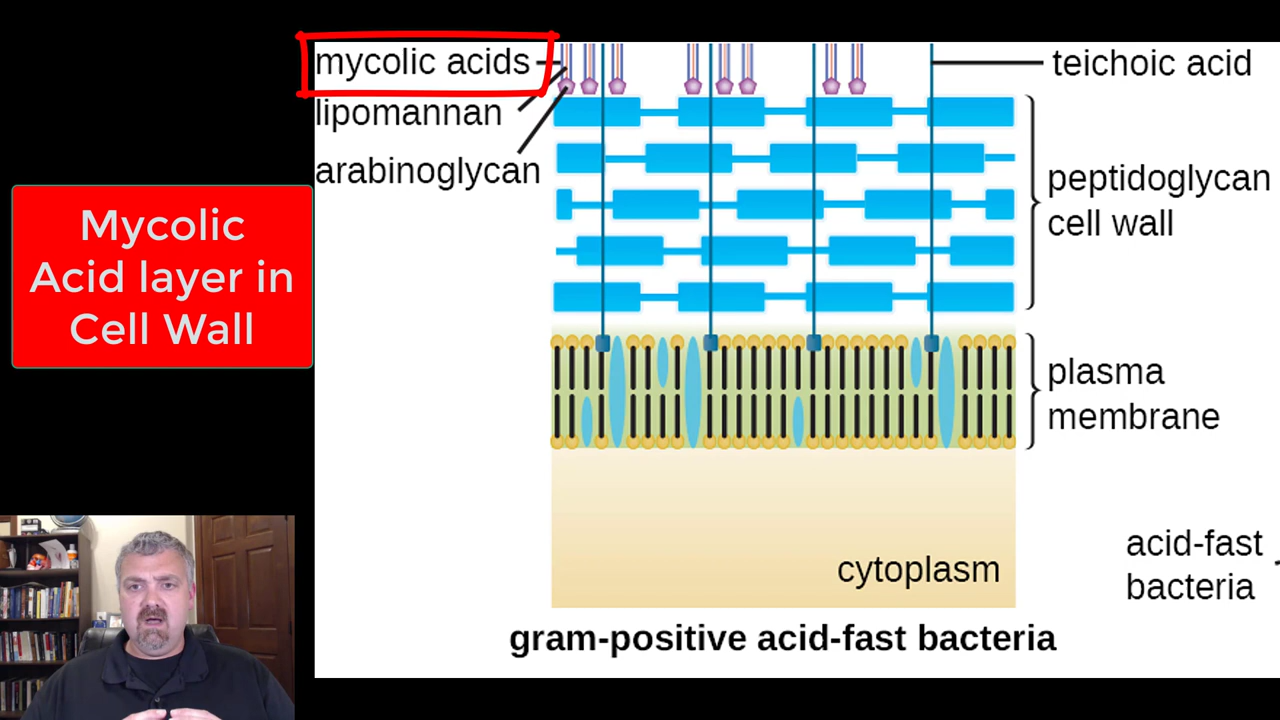 mycolic acids
lipomannan
arabinoglycan
teichoic acid
peptidoglycan
cell wall
Mycolic
Acid layer in
Cell Wall
plasma
membrane
cytoplasm
acid-fast
bacteria
gram-positive acid-fast bacteria